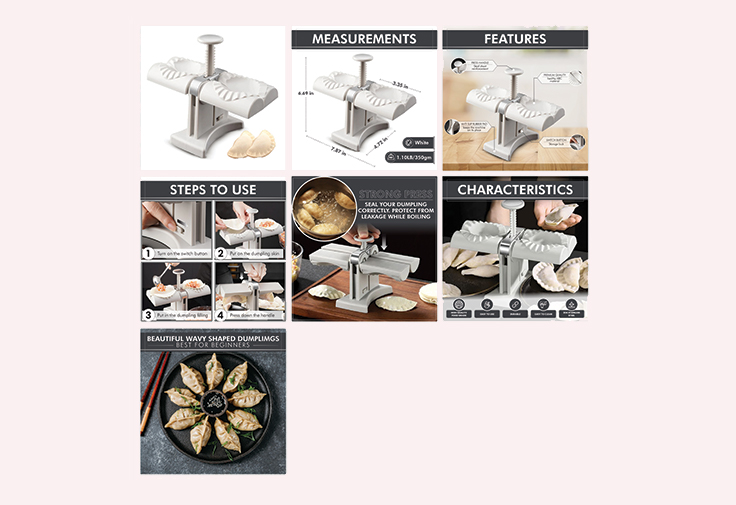 MEASUREMENTS
6.69 in
3.35 in
7.87 in
4.72 in
White
1.10LB/350gm
FEATURES
STEPS TO USE
1 Turn on the switch button
2 Put on the dumpling skin
3 Put in the dumpling filling
4 Press down the handle
STRONG PRESS
SEAL YOUR DUMPLING
CORRECTLY. PROTECT FROM
LEAKAGE WHILE BOILING
CHARACTERISTICS
BEAUTIFUL WAVY SHAPED DUMPLIMGS
BEST FOR BEGINNERS